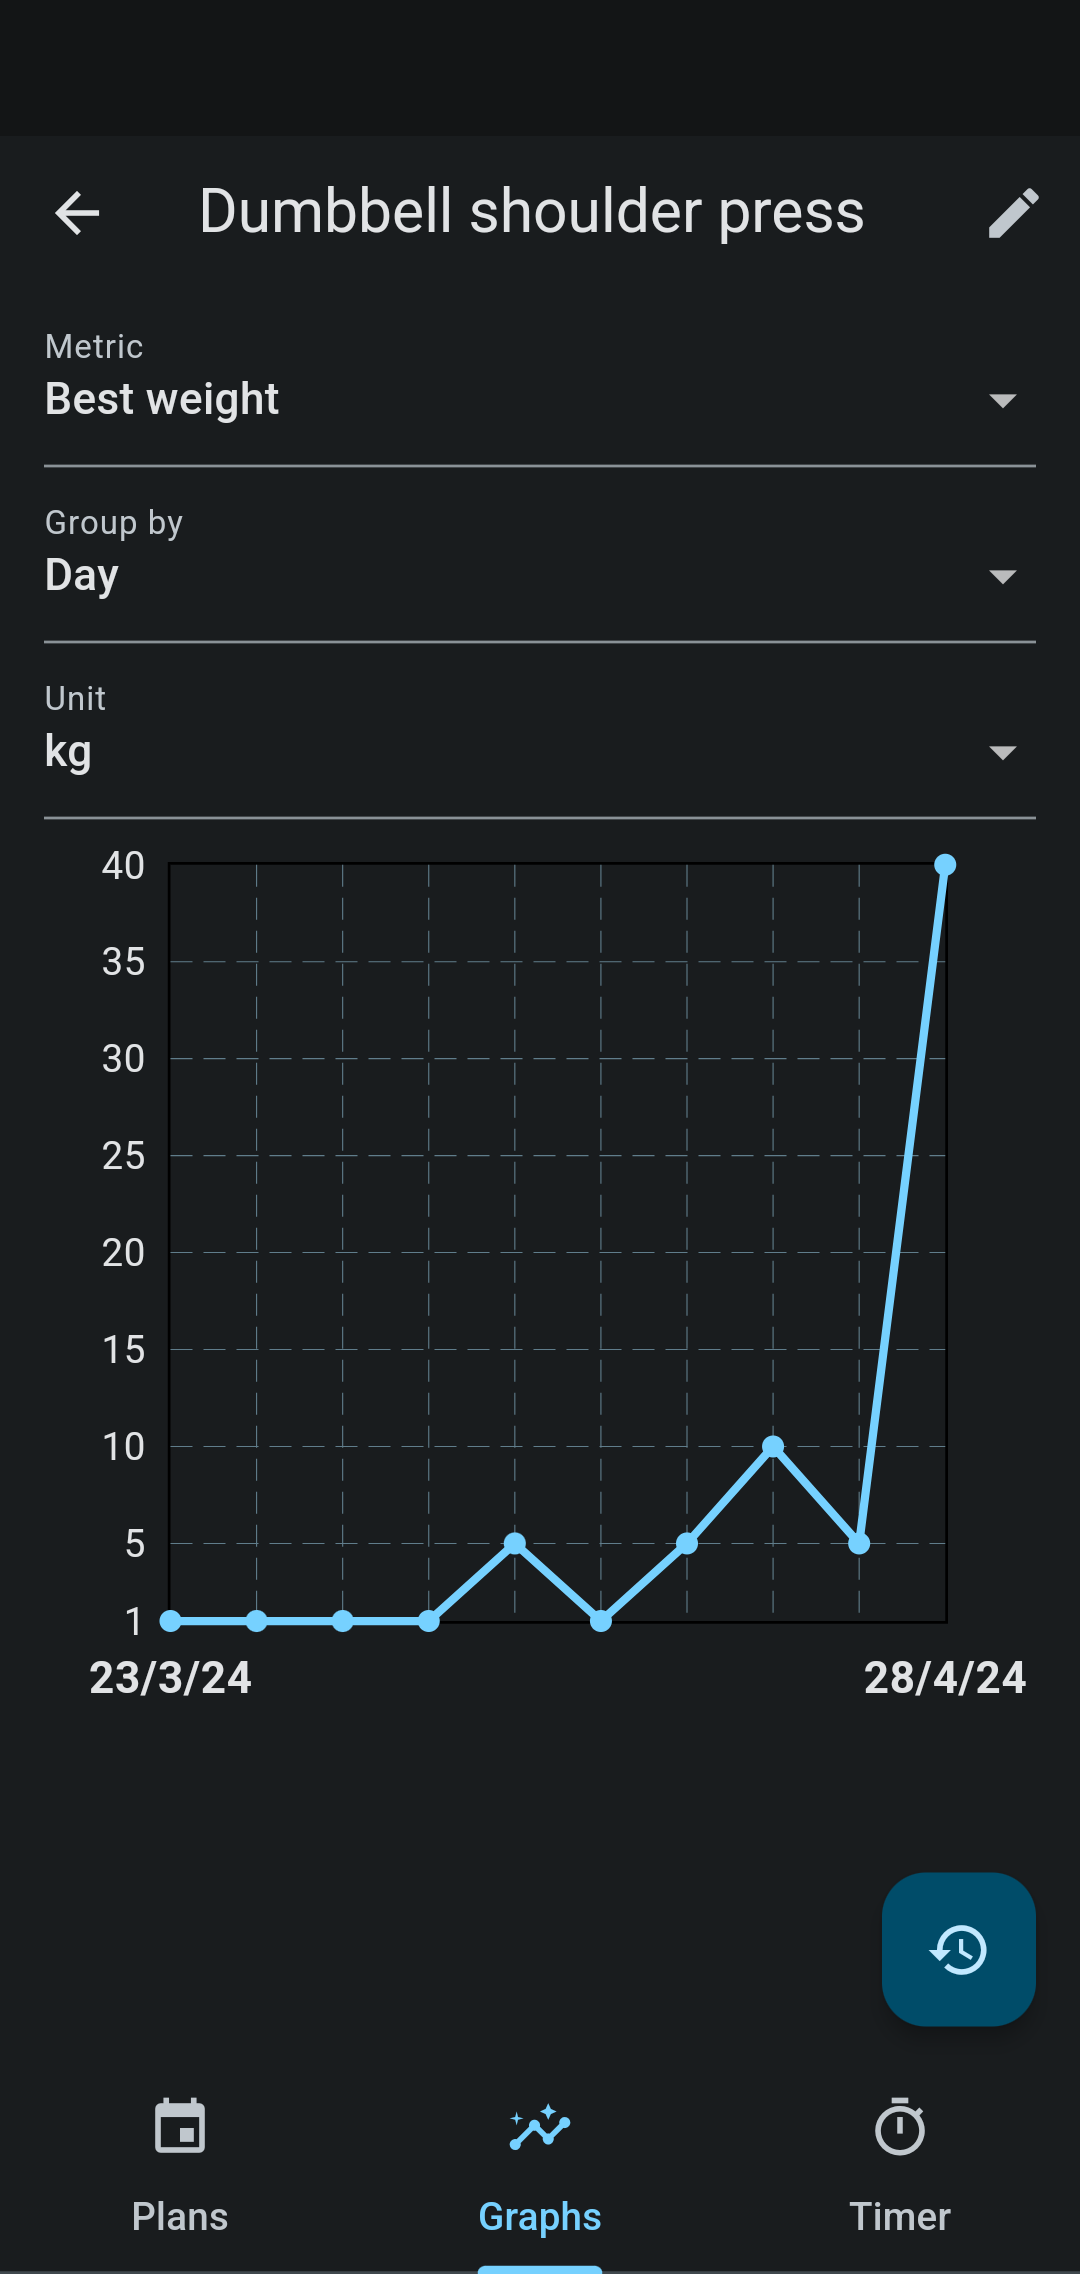 Dumbbell shoulder press
Metric
Best weight
Group by
Day
Unit
kg
40
35
30
25
20
15
10
5
1
23/3/24 28/4/24
Plans Graphs Timer